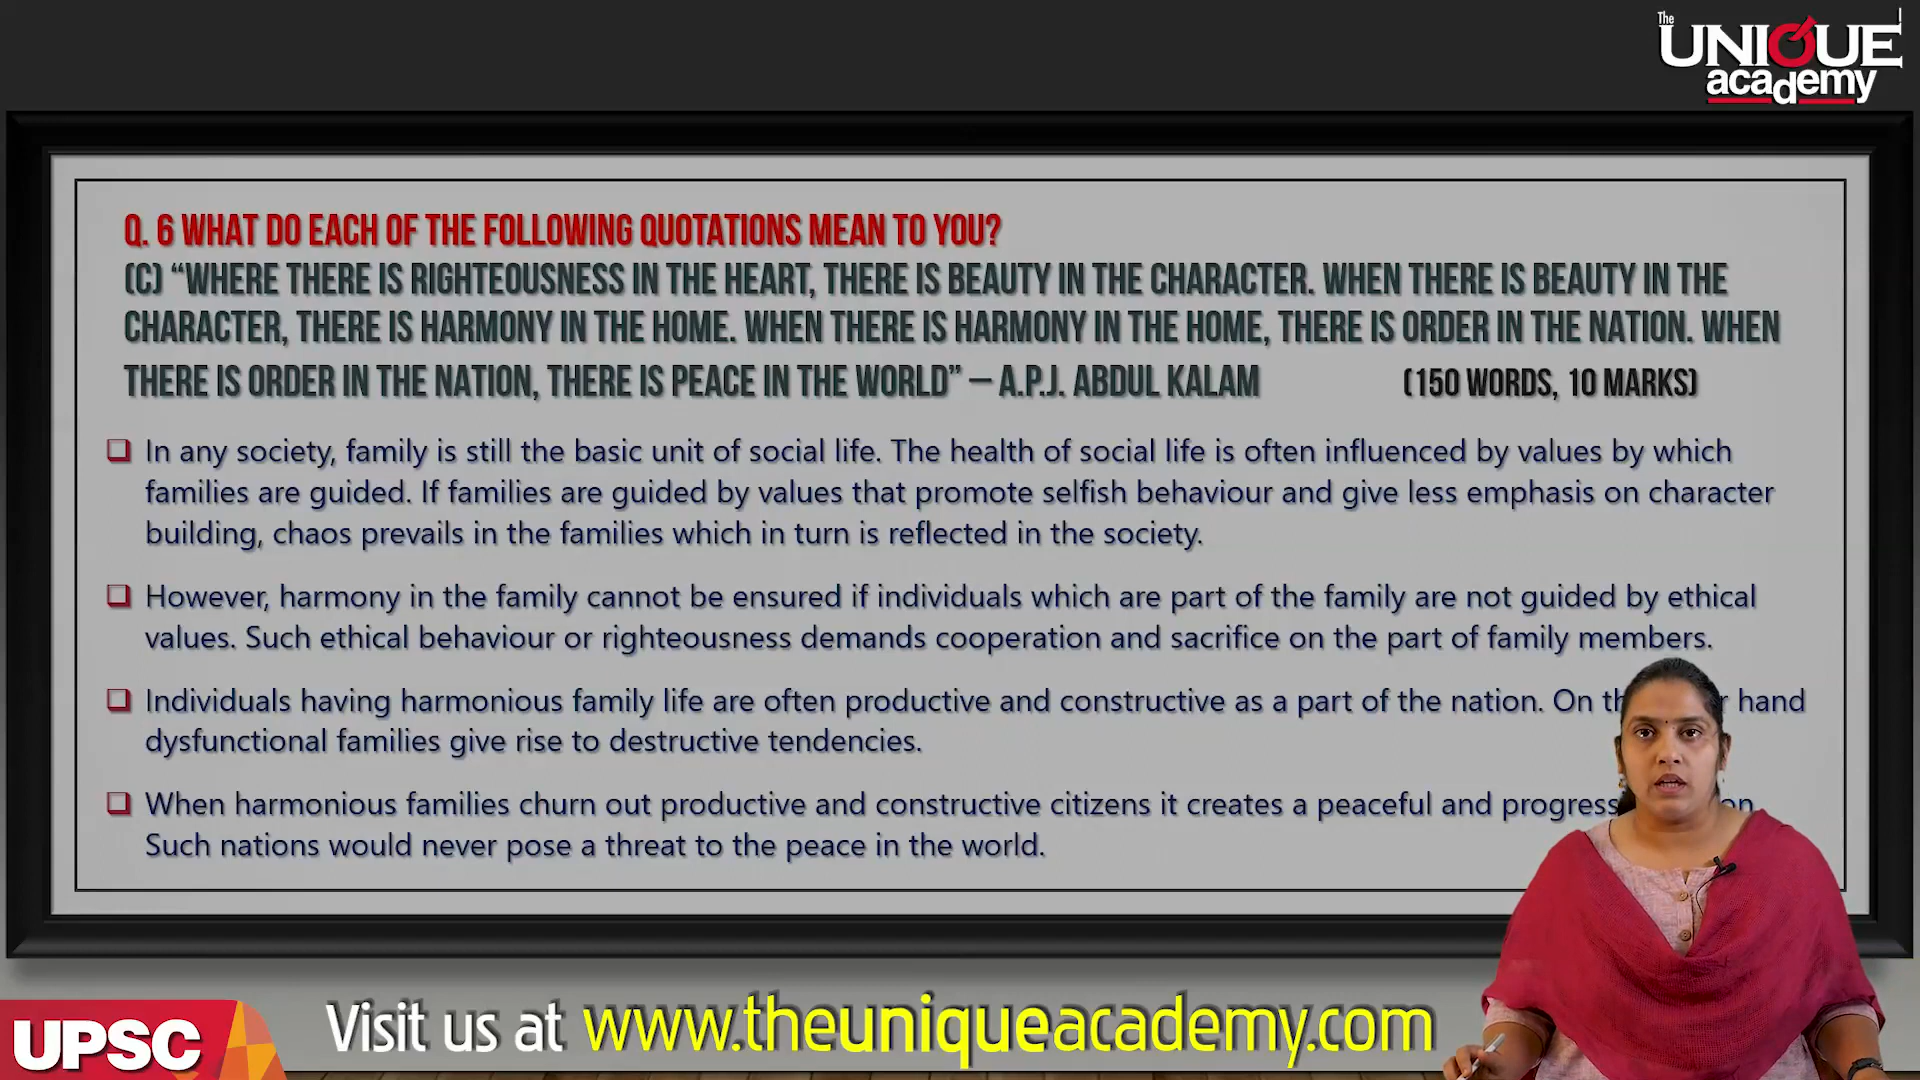 The
UNIQUE
academy
Q. 6 WHAT DO EACH OF THE FOLLOWING QUOTATIONS MEAN TO YOU?
(C) “WHERE THERE IS RIGHTEOUSNESS IN THE HEART, THERE IS BEAUTY IN THE CHARACTER. WHEN THERE IS BEAUTY IN THE
CHARACTER, THERE IS HARMONY IN THE HOME. WHEN THERE IS HARMONY IN THE HOME, THERE IS ORDER IN THE NATION. WHEN
THERE IS ORDER IN THE NATION, THERE IS PEACE IN THE WORLD” – A.P.J. ABDUL KALAM (150 WORDS, 10 MARKS)
In any society, family is still the basic unit of social life. The health of social life is often influenced by values by which
families are guided. If families are guided by values that promote selfish behaviour and give less emphasis on character
building, chaos prevails in the families which in turn is reflected in the society.
However, harmony in the family cannot be ensured if individuals which are part of the family are not guided by ethical
values. Such ethical behaviour or righteousness demands cooperation and sacrifice on the part of family members.
Individuals having harmonious family life are often productive and constructive as a part of the nation. On hand
dysfunctional families give rise to destructive tendencies.
When harmonious families churn out productive and constructive citizens it creates a peaceful and
Such nations would never pose a threat to the peace in the world.
UPSC
Visit us at www.theuniqueacademy.com